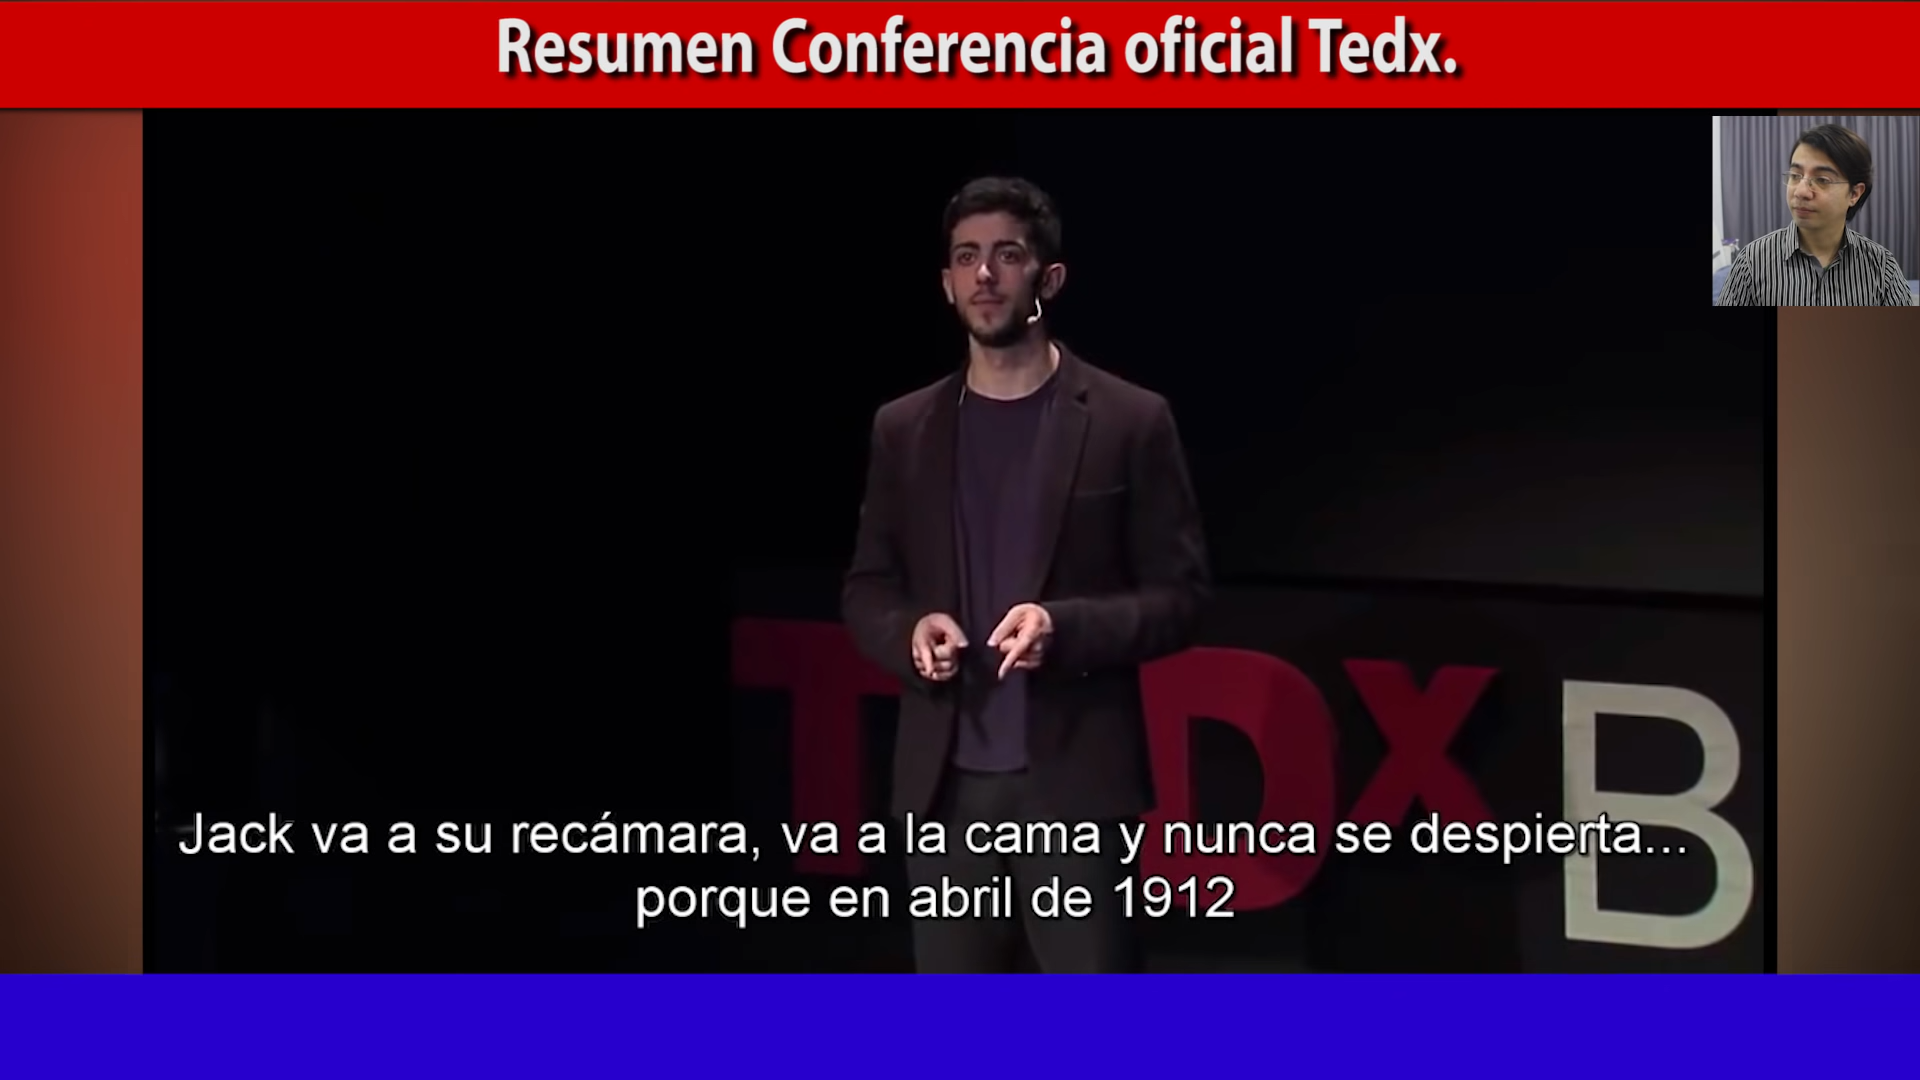 Resumen Conferencia oficial Tedx.
TEDx B
Jack va a su recámara, va a la cama y nunca se despierta...
porque en abril de 1912